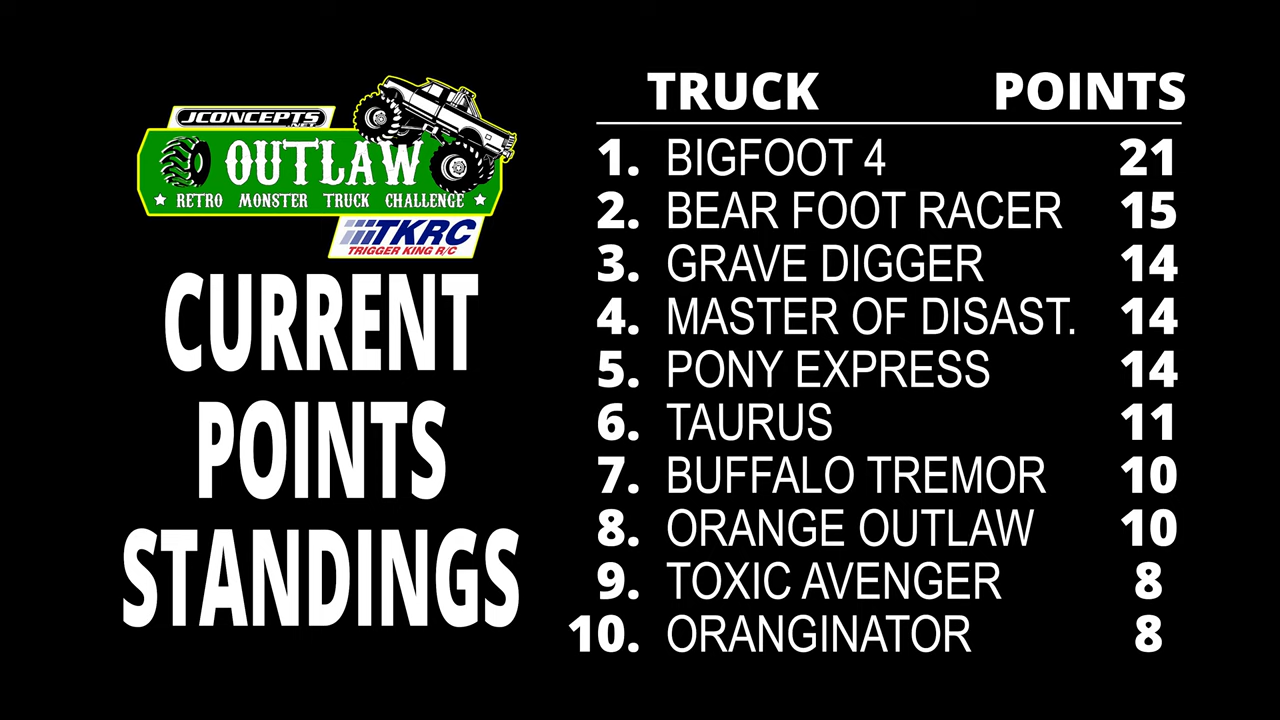 JCONCEPTS
.NET
OUTLAW
★ RETRO MONSTER TRUCK CHALLENGE ★
TKRC
TRIGGER KING R/C
CURRENT
POINTS
STANDINGS
TRUCK POINTS
1. BIGFOOT 4 21
2. BEAR FOOT RACER 15
3. GRAVE DIGGER 14
4. MASTER OF DISAST. 14
5. PONY EXPRESS 14
6. TAURUS 11
7. BUFFALO TREMOR 10
8. ORANGE OUTLAW 10
9. TOXIC AVENGER 8
10. ORANGINATOR 8